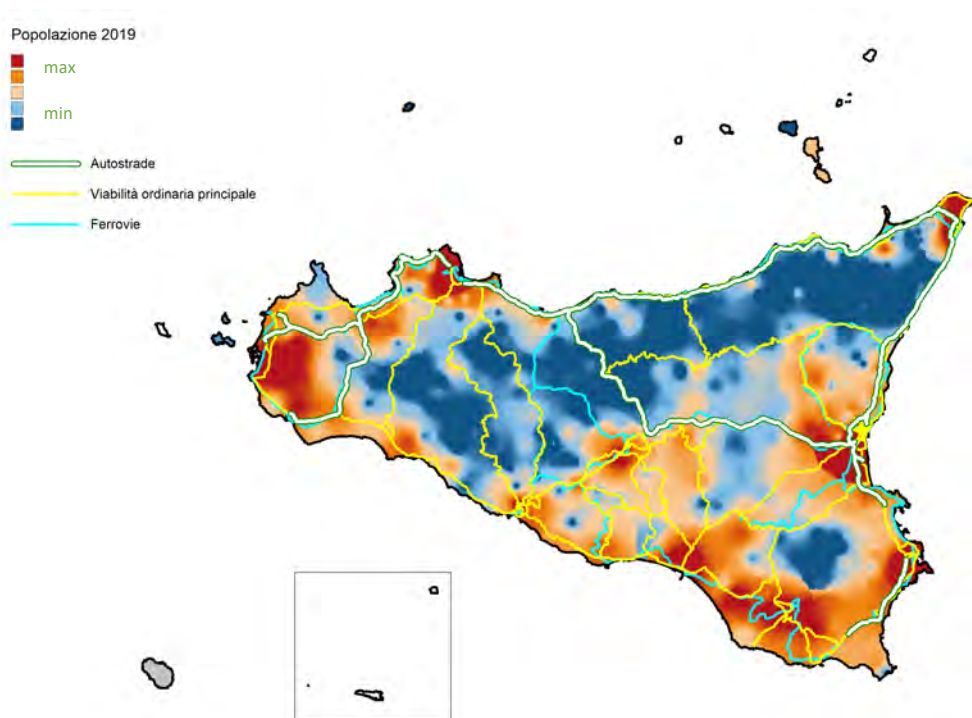 Popolazione 2019
max
min
Autostrade
Viabilità ordinaria principale
Ferrovie